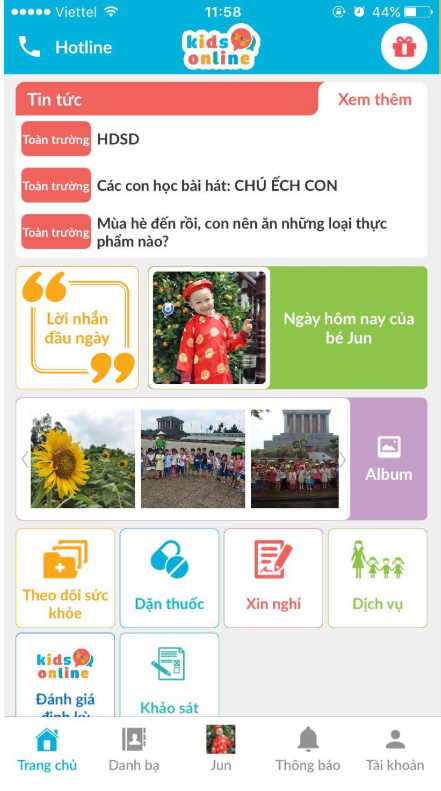 Viettel 11:58 44%
Hotline
kids
online
Tin tức
Xem thêm
Toàn trường HDSD
Toàn trường Các con học bài hát: CHÚ ẾCH CON
Toàn trường Mùa hè đến rồi, con nên ăn những loại thực
phẩm nào?
Lời nhắn
đầu ngày
Ngày hôm nay của
bé Jun
Album
Theo dõi sức
khỏe
Dặn thuốc
Xin nghỉ
Dịch vụ
kids
online
Đánh giá
định kỳ
Khảo sát
Trang chủ
Danh bạ
Jun
Thông báo
Tài khoản